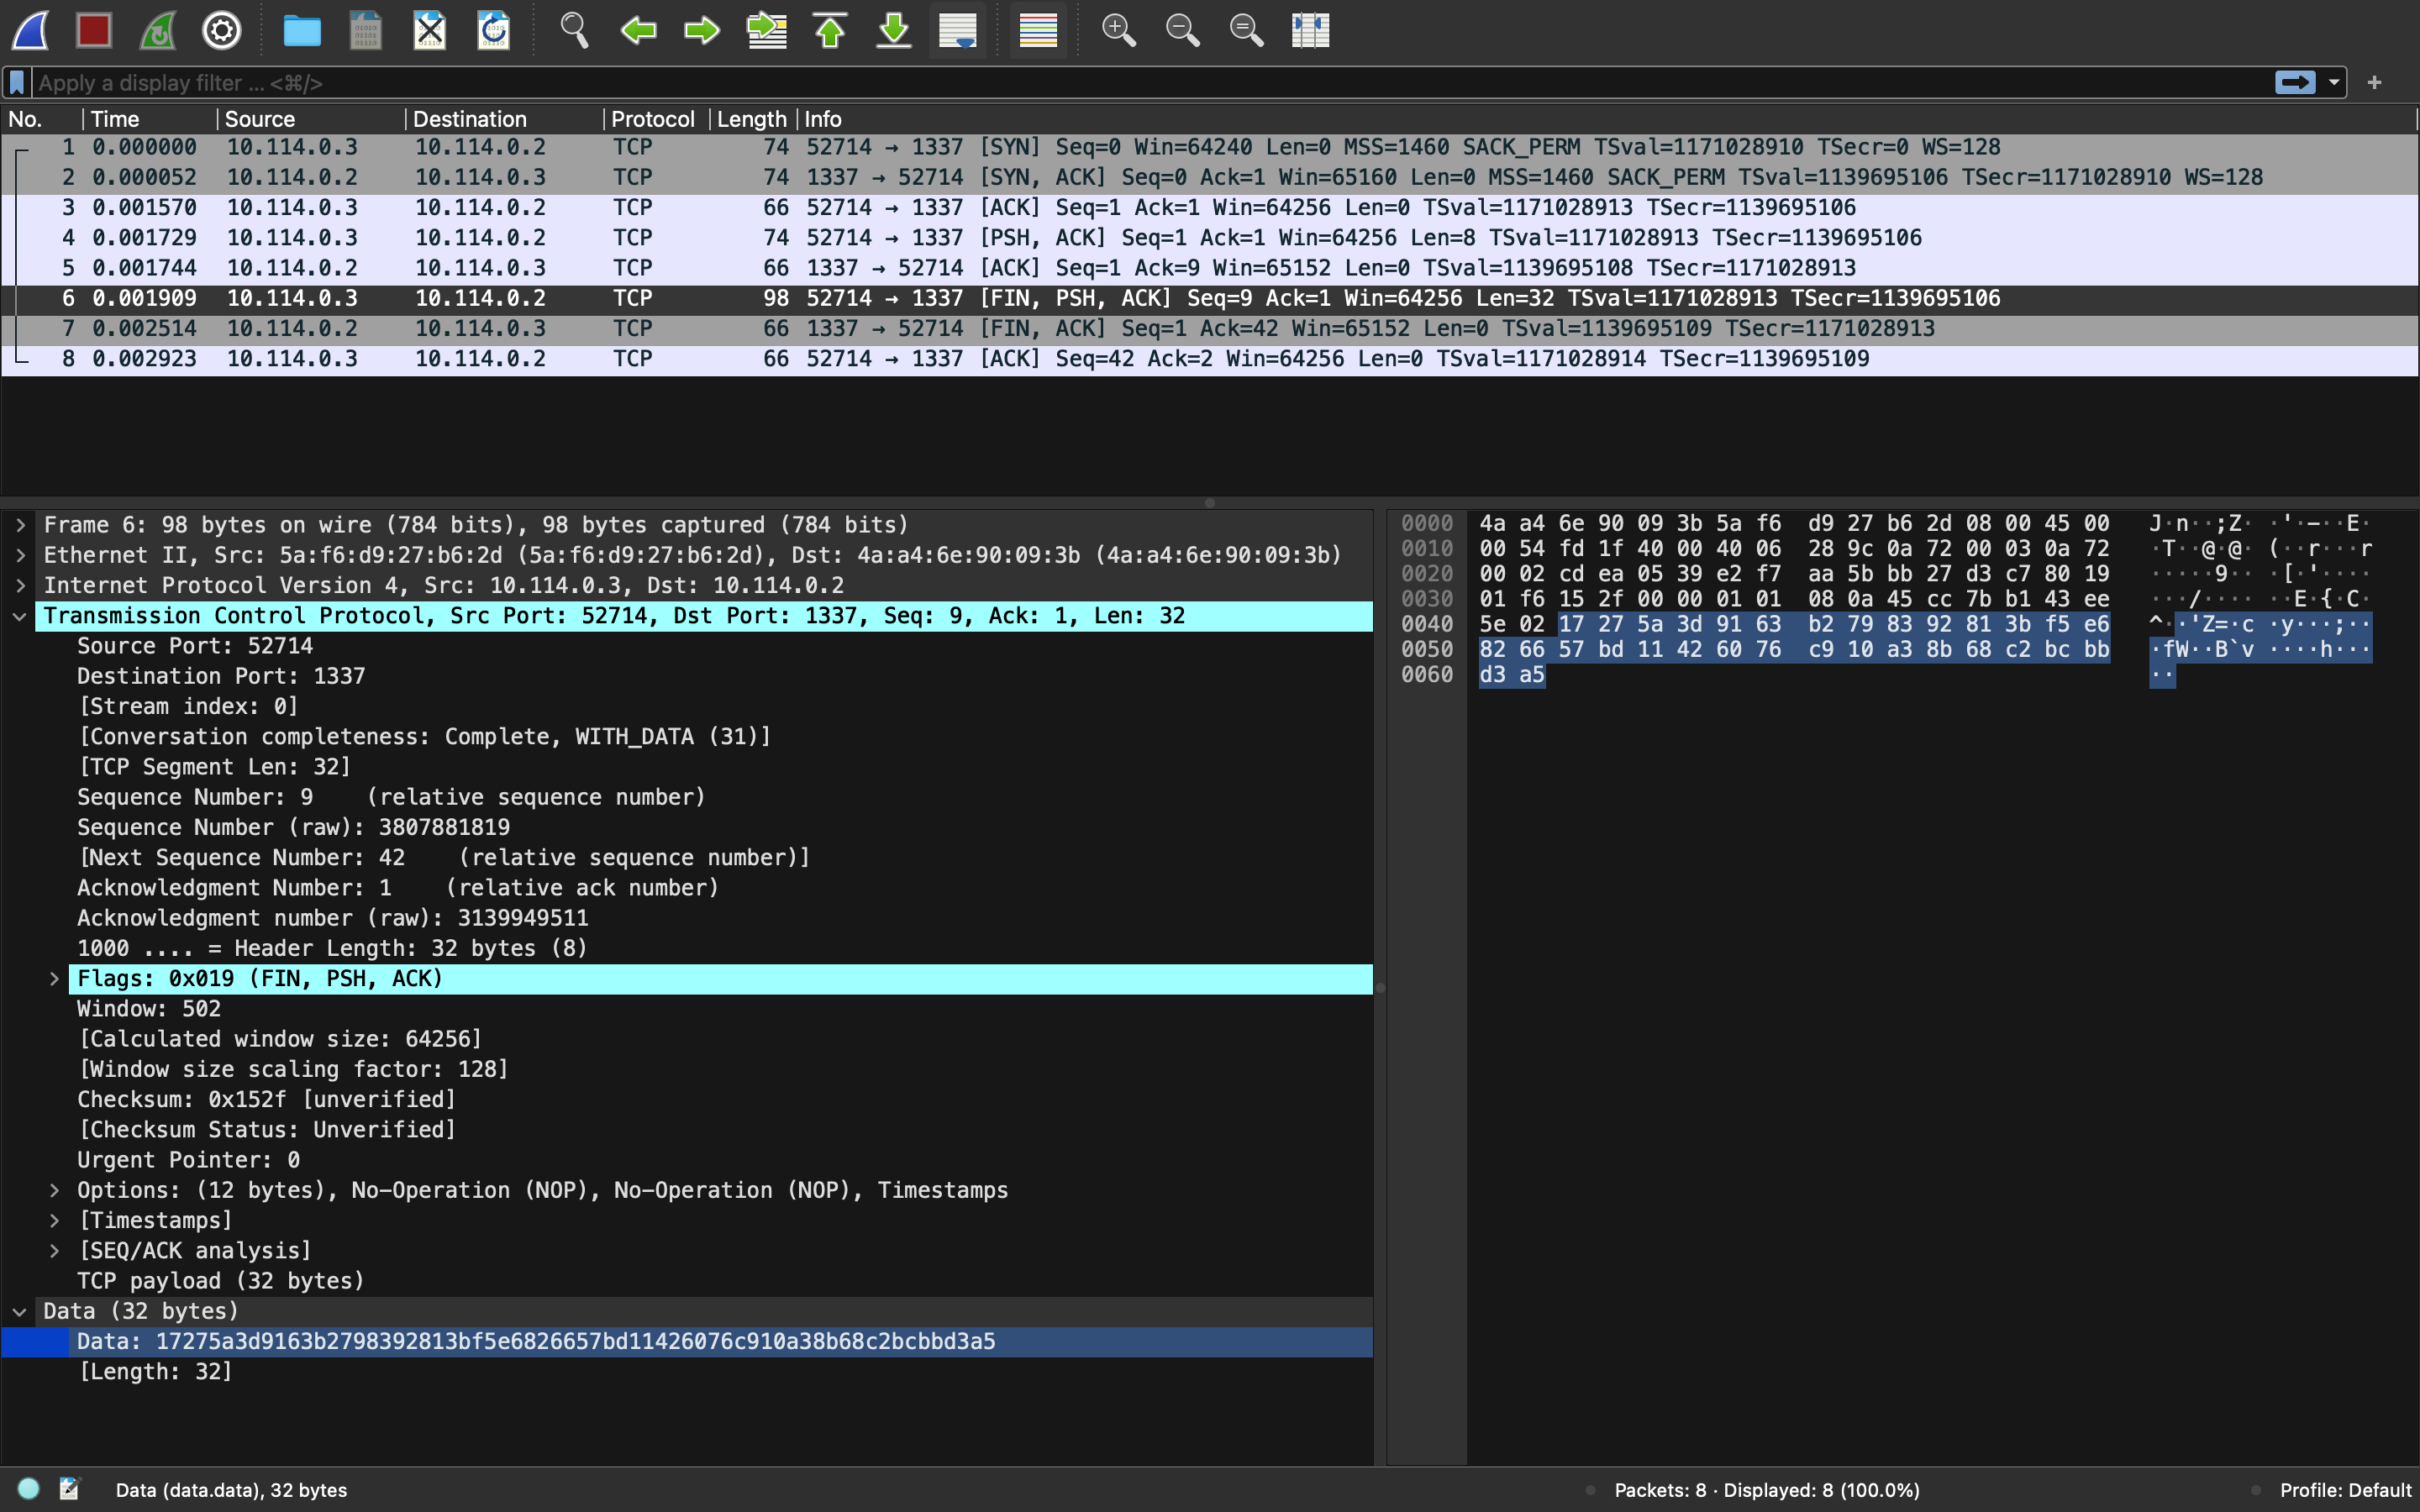 Apply a display filter ... <⌘/>
No. Time Source Destination Protocol Length Info
1 0.000000 10.114.0.3 10.114.0.2 TCP 74 52714 → 1337 [SYN] Seq=0 Win=64240 Len=0 MSS=1460 SACK_PERM TSval=1171028910 TSecr=0 WS=128
2 0.000052 10.114.0.2 10.114.0.3 TCP 74 1337 → 52714 [SYN, ACK] Seq=0 Ack=1 Win=65160 Len=0 MSS=1460 SACK_PERM TSval=1139695106 TSecr=1171028910 WS=128
3 0.001570 10.114.0.3 10.114.0.2 TCP 66 52714 → 1337 [ACK] Seq=1 Ack=1 Win=64256 Len=0 TSval=1171028913 TSecr=1139695106
4 0.001729 10.114.0.3 10.114.0.2 TCP 74 52714 → 1337 [PSH, ACK] Seq=1 Ack=1 Win=64256 Len=8 TSval=1171028913 TSecr=1139695106
5 0.001744 10.114.0.2 10.114.0.3 TCP 66 1337 → 52714 [ACK] Seq=1 Ack=9 Win=65152 Len=0 TSval=1139695108 TSecr=1171028913
6 0.001909 10.114.0.3 10.114.0.2 TCP 98 52714 → 1337 [FIN, PSH, ACK] Seq=9 Ack=1 Win=64256 Len=32 TSval=1171028913 TSecr=1139695106
7 0.002514 10.114.0.2 10.114.0.3 TCP 66 1337 → 52714 [FIN, ACK] Seq=1 Ack=42 Win=65152 Len=0 TSval=1139695109 TSecr=1171028913
8 0.002923 10.114.0.3 10.114.0.2 TCP 66 52714 → 1337 [ACK] Seq=42 Ack=2 Win=64256 Len=0 TSval=1171028914 TSecr=1139695109
Frame 6: 98 bytes on wire (784 bits), 98 bytes captured (784 bits)
Ethernet II, Src: 5a:f6:d9:27:b6:2d (5a:f6:d9:27:b6:2d), Dst: 4a:a4:6e:90:09:3b (4a:a4:6e:90:09:3b)
Internet Protocol Version 4, Src: 10.114.0.3, Dst: 10.114.0.2
Transmission Control Protocol, Src Port: 52714, Dst Port: 1337, Seq: 9, Ack: 1, Len: 32
Source Port: 52714
Destination Port: 1337
[Stream index: 0]
[Conversation completeness: Complete, WITH_DATA (31)]
[TCP Segment Len: 32]
Sequence Number: 9 (relative sequence number)
Sequence Number (raw): 3807881819
[Next Sequence Number: 42 (relative sequence number)]
Acknowledgment Number: 1 (relative ack number)
Acknowledgment number (raw): 3139949511
1000 .... = Header Length: 32 bytes (8)
Flags: 0x019 (FIN, PSH, ACK)
Window: 502
[Calculated window size: 64256]
[Window size scaling factor: 128]
Checksum: 0x152f [unverified]
[Checksum Status: Unverified]
Urgent Pointer: 0
Options: (12 bytes), No-Operation (NOP), No-Operation (NOP), Timestamps
[Timestamps]
[SEQ/ACK analysis]
TCP payload (32 bytes)
Data (32 bytes)
Data: 17275a3d9163b2798392813bf5e6826657bd11426076c910a38b68c2bcbbd3a5
[Length: 32]
0000 4a a4 6e 90 09 3b 5a f6 d9 27 b6 2d 08 00 45 00 J·n··;Z· ·'·-··E·
0010 00 54 fd 1f 40 00 40 06 28 9c 0a 72 00 03 0a 72 ·T··@·@· (··r···r
0020 00 02 cd ea 05 39 e2 f7 aa 5b bb 27 d3 c7 80 19 ·····9·· ·[·'····
0030 01 f6 15 2f 00 00 01 01 08 0a 45 cc 7b b1 43 ee ···/···· ··E·{·C·
0040 5e 02 17 27 5a 3d 91 63 b2 79 83 92 81 3b f5 e6 ^··'Z=·c ·y···;··
0050 82 66 57 bd 11 42 60 76 c9 10 a3 8b 68 c2 bc bb ·fW··B`v ····h···
0060 d3 a5 ··
Data (data.data), 32 bytes
Packets: 8 · Displayed: 8 (100.0%)
Profile: Default